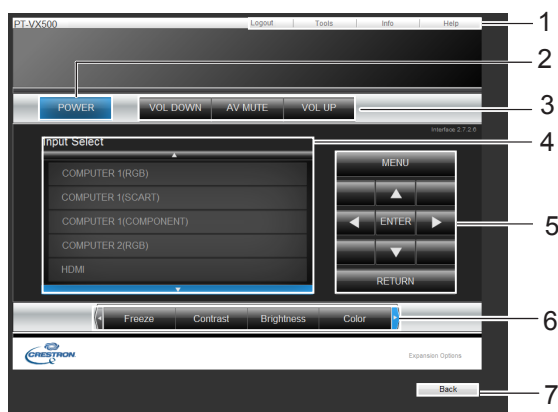 PT-VX500 Logout Tools Info Help 1
2
POWER VOL DOWN AV MUTE VOL UP 3
Interface 2.7.2.6
Input Select 4
COMPUTER 1(RGB)
COMPUTER 1(SCART)
COMPUTER 1(COMPONENT)
COMPUTER 2(RGB)
HDMI
MENU
ENTER 5
RETURN
Freeze Contrast Brightness Color 6
CRESTRON Expansion Options
Back 7